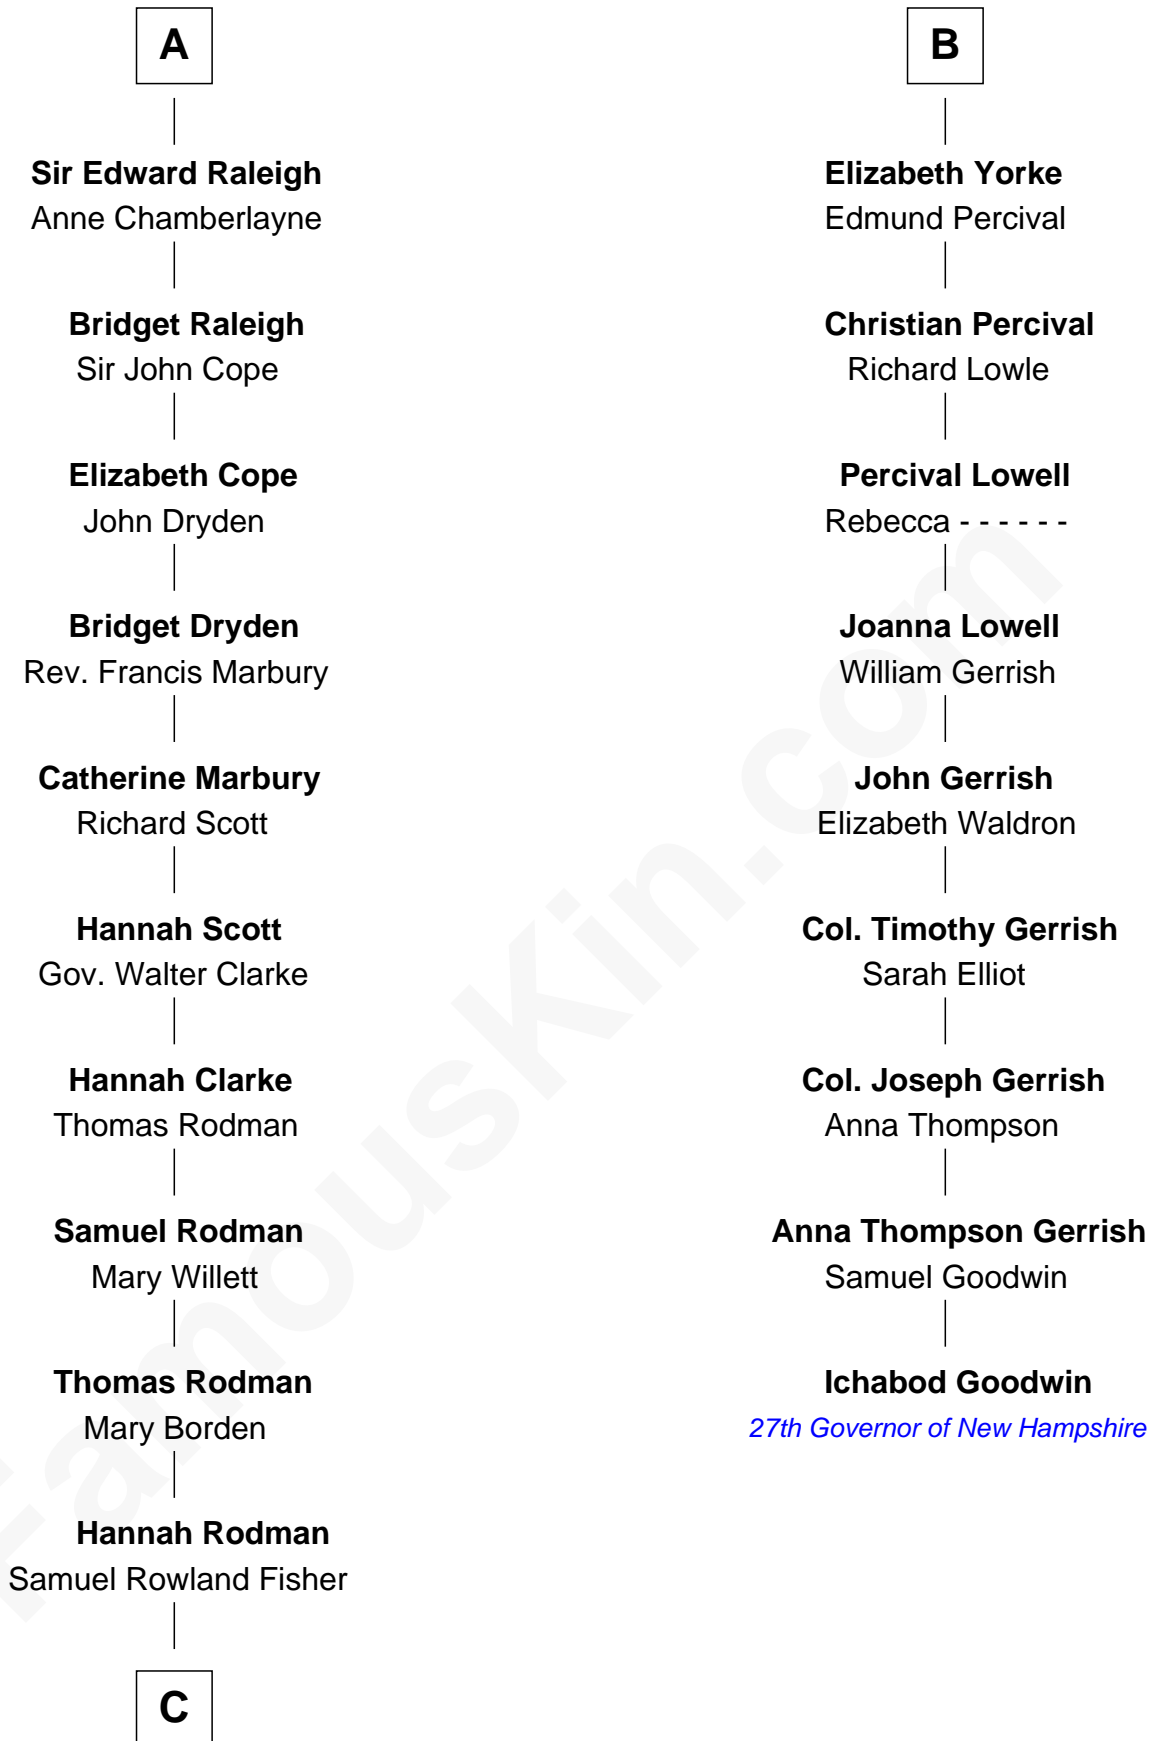 A
Sir Edward Raleigh
Anne Chamberlayne
Bridget Raleigh
Sir John Cope
Elizabeth Cope
John Dryden
Bridget Dryden
Rev. Francis Marbury
Catherine Marbury
Richard Scott
Hannah Scott
Gov. Walter Clarke
Hannah Clarke
Thomas Rodman
Samuel Rodman
Mary Willett
Thomas Rodman
Mary Borden
Hannah Rodman
Samuel Rowland Fisher
C
B
Elizabeth Yorke
Edmund Percival
Christian Percival
Richard Lowle
Percival Lowell
Rebecca - - - - - -
Joanna Lowell
William Gerrish
John Gerrish
Elizabeth Waldron
Col. Timothy Gerrish
Sarah Elliot
Col. Joseph Gerrish
Anna Thompson
Anna Thompson Gerrish
Samuel Goodwin
Ichabod Goodwin
27th Governor of New Hampshire
FamousKin.com